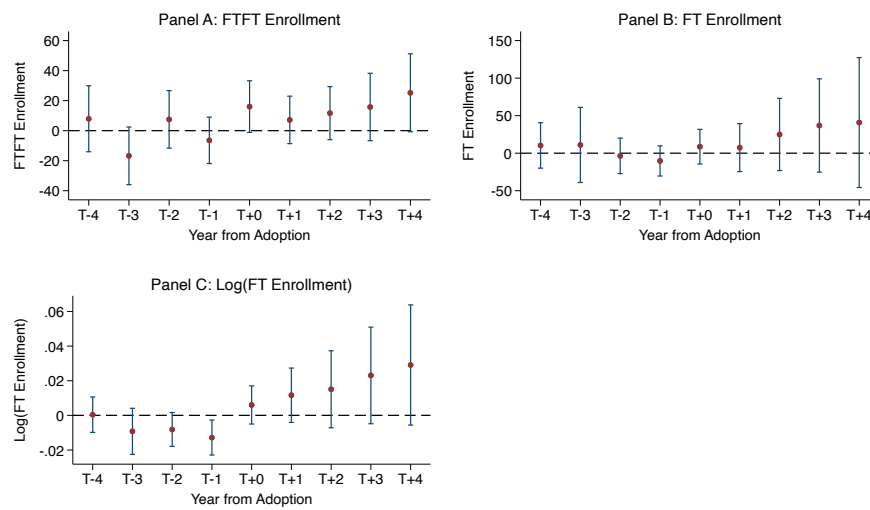 Panel A: FTFT Enrollment
60
40
20
0
-20
-40
FTFT Enrollment
T-4 T-3 T-2 T-1 T+0 T+1 T+2 T+3 T+4
Year from Adoption
Panel B: FT Enrollment
150
100
50
0
-50
FT Enrollment
T-4 T-3 T-2 T-1 T+0 T+1 T+2 T+3 T+4
Year from Adoption
Panel C: Log(FT Enrollment)
.06
.04
.02
0
-.02
Log(FT Enrollment)
T-4 T-3 T-2 T-1 T+0 T+1 T+2 T+3 T+4
Year from Adoption